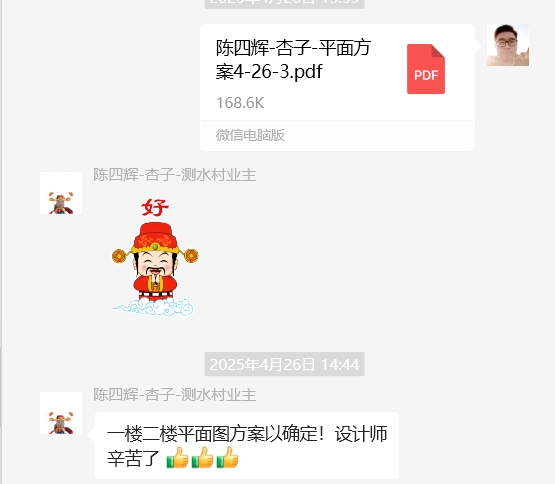 陈四辉-杏子-平面方
案4-26-3.pdf
PDF
168.6K
微信电脑版
陈四辉-杏子-测水村业主
好
2025年4月26日 14:44
陈四辉-杏子-测水村业主
一楼二楼平面图方案以确定！设计师
辛苦了 👍👍👍